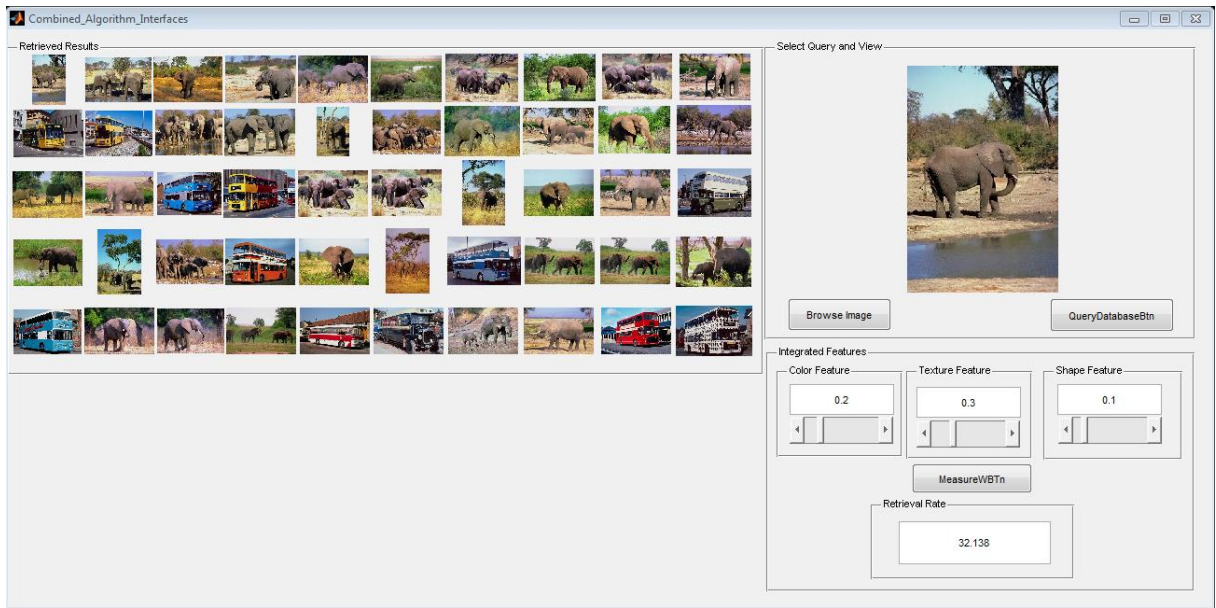 Combined_Algorithm_Interfaces
Retrieved Results
Select Query and View
Browse Image
QueryDatabaseBtn
Integrated Features
Color Feature
Texture Feature
Shape Feature
0.2
0.3
0.1
MeasureWBTn
Retrieval Rate
32.138